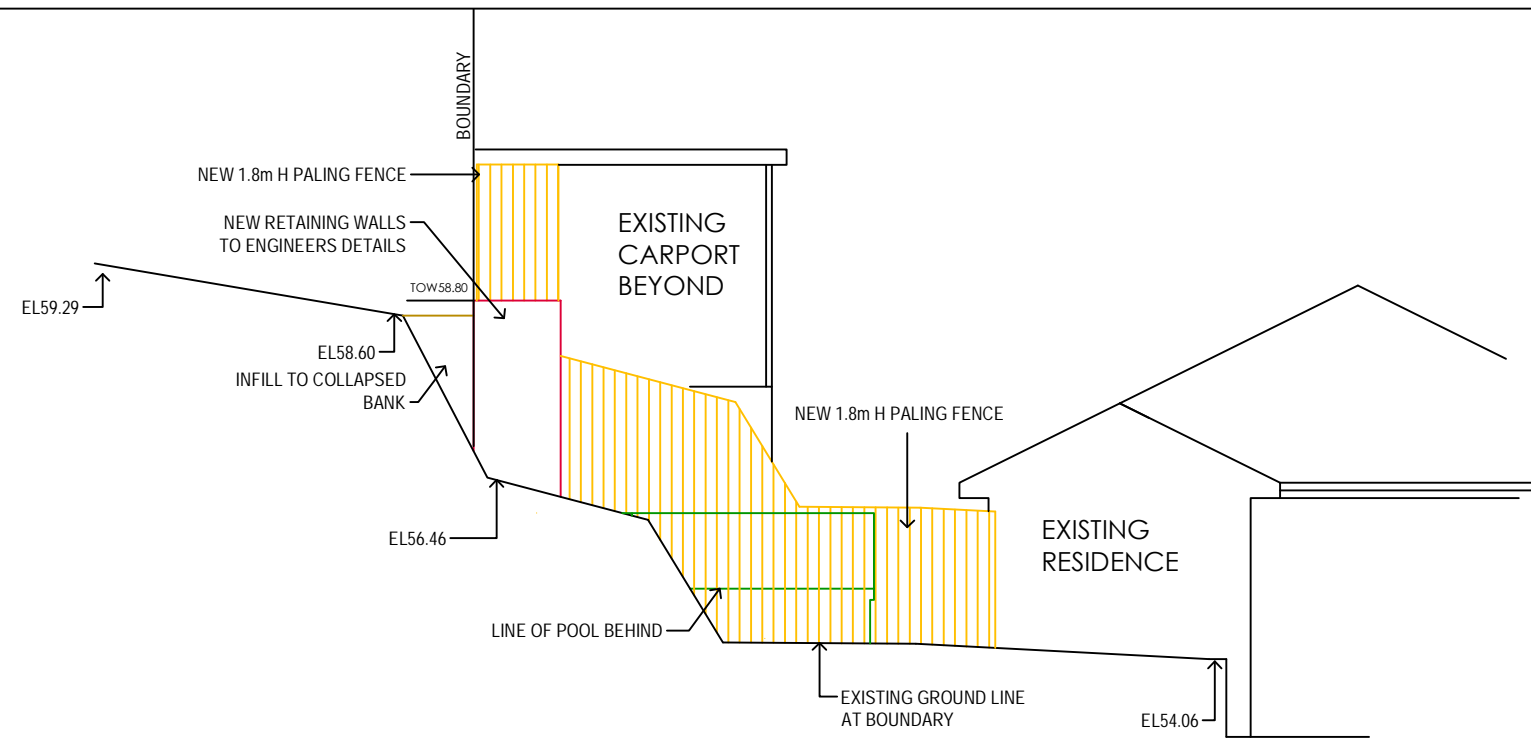 BOUNDARY
NEW 1.8m H PALING FENCE
NEW RETAINING WALLS
TO ENGINEERS DETAILS
EXISTING
CARPORT
BEYOND
TOW58.80
EL59.29
EL58.60
INFILL TO COLLAPSED
BANK
NEW 1.8m H PALING FENCE
EL56.46
EXISTING
RESIDENCE
LINE OF POOL BEHIND
EXISTING GROUND LINE
AT BOUNDARY
EL54.06